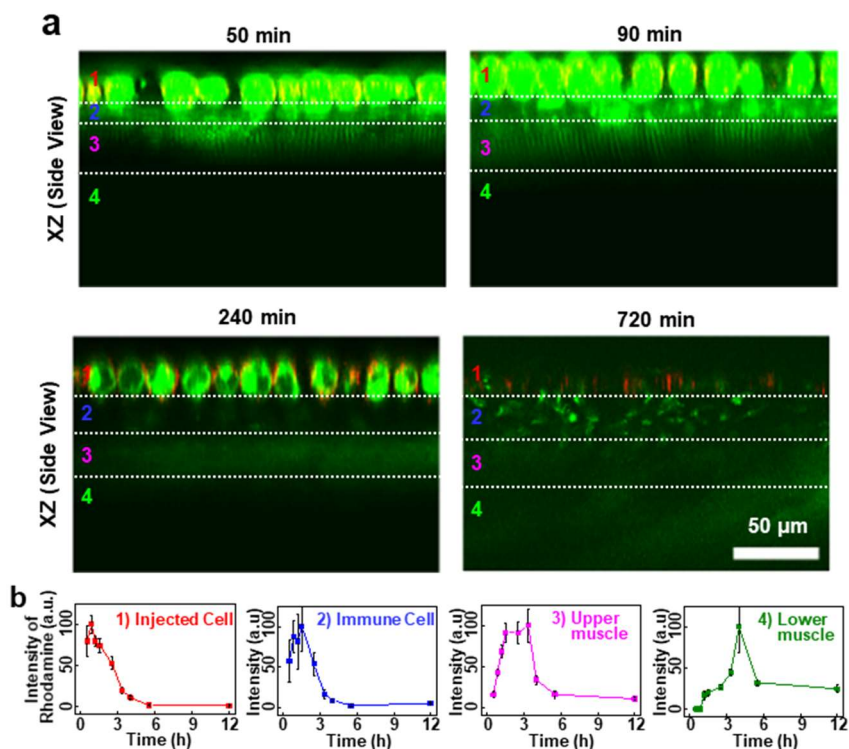 a
50 min
90 min
XZ (Side View)
1
2
3
4
1
2
3
4
240 min
720 min
XZ (Side View)
1
2
3
4
1
2
3
4
50 µm
b
Intensity of
Rhodamine (a.u.)
100
50
0
1) Injected Cell
0 3 6 9 12
Time (h)
Intensity (a.u)
100
50
0
2) Immune Cell
0 3 6 9 12
Time (h)
Intensity (a.u)
100
50
0
3) Upper
muscle
0 3 6 9 12
Time (h)
Intensity (a.u)
100
50
0
4) Lower
muscle
0 3 6 9 12
Time (h)